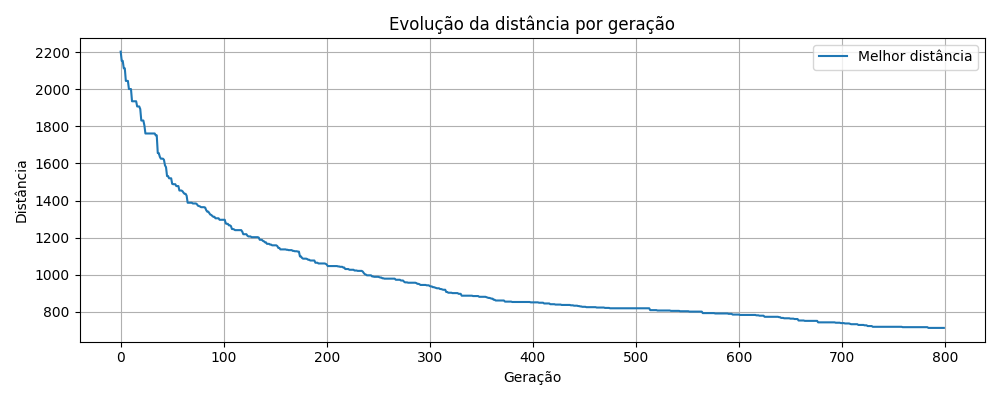 Evolução da distância por geração
Melhor distância
Distância
2200
2000
1800
1600
1400
1200
1000
800
0 100 200 300 400 500 600 700 800
Geração